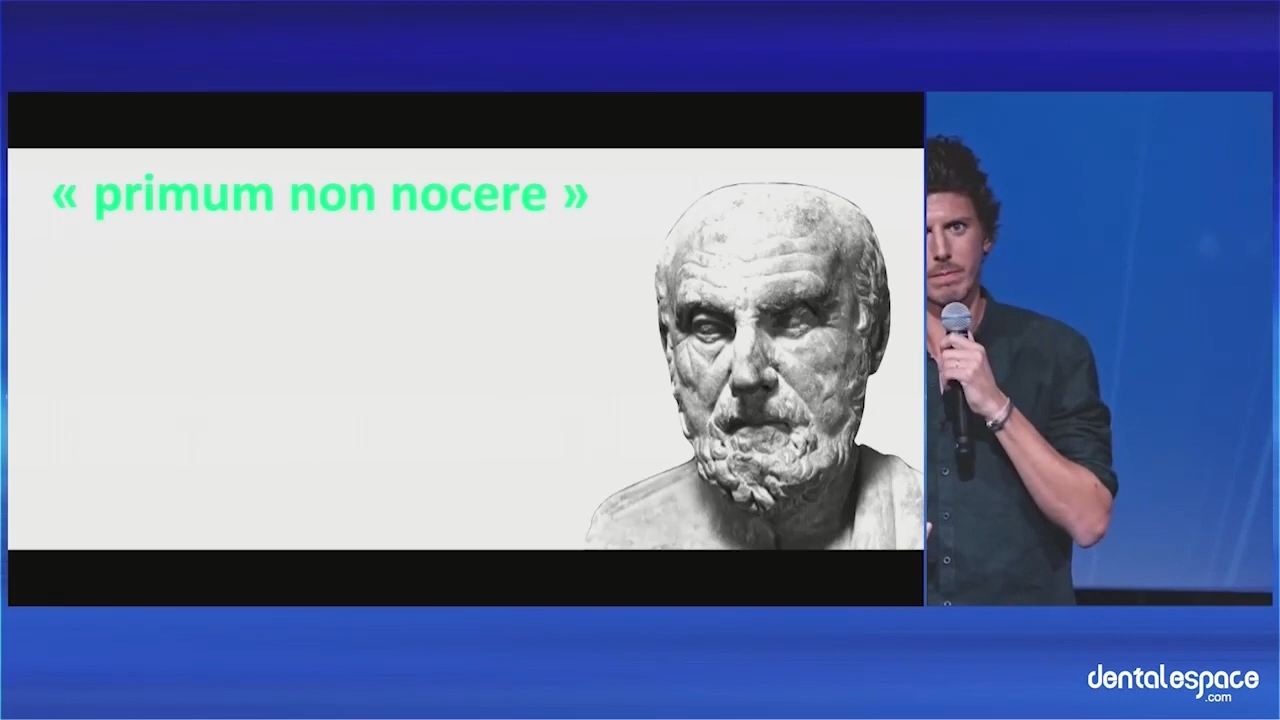 « primum non nocere »
dentalespace
.com